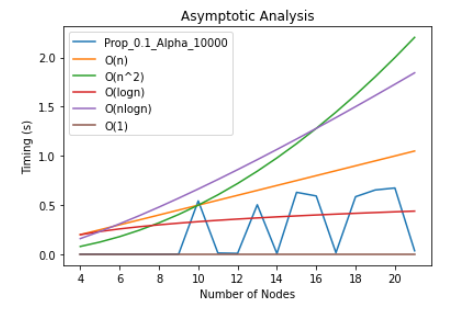 Asymptotic Analysis
Prop_0.1_Alpha_10000
O(n)
O(n^2)
O(logn)
O(nlogn)
O(1)
2.0
1.5
1.0
0.5
0.0
Timing (s)
4 6 8 10 12 14 16 18 20
Number of Nodes